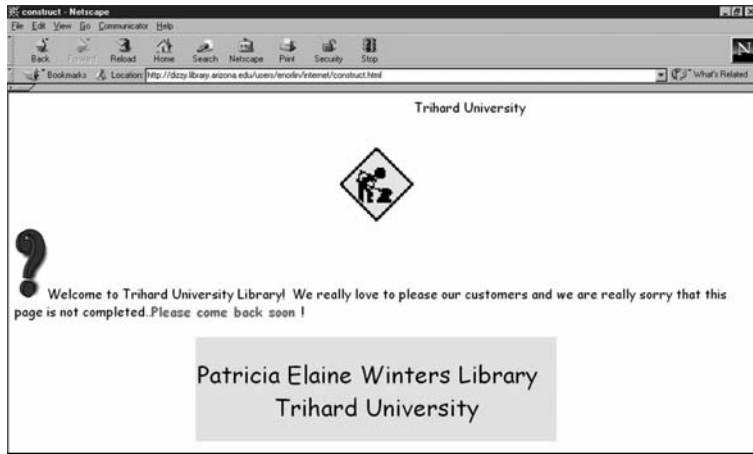 construct - Netscape
File Edit View Go Communicator Help
Back Forward Reload Home Search Netscape Print Security Stop
N
Bookmarks Location: http://dizzy.library.arizona.edu/users/enorlin/internet/construct.html What's Related
Trihard University
? Welcome to Trihard University Library! We really love to please our customers and we are really sorry that this
page is not completed..Please come back soon !
Patricia Elaine Winters Library
Trihard University